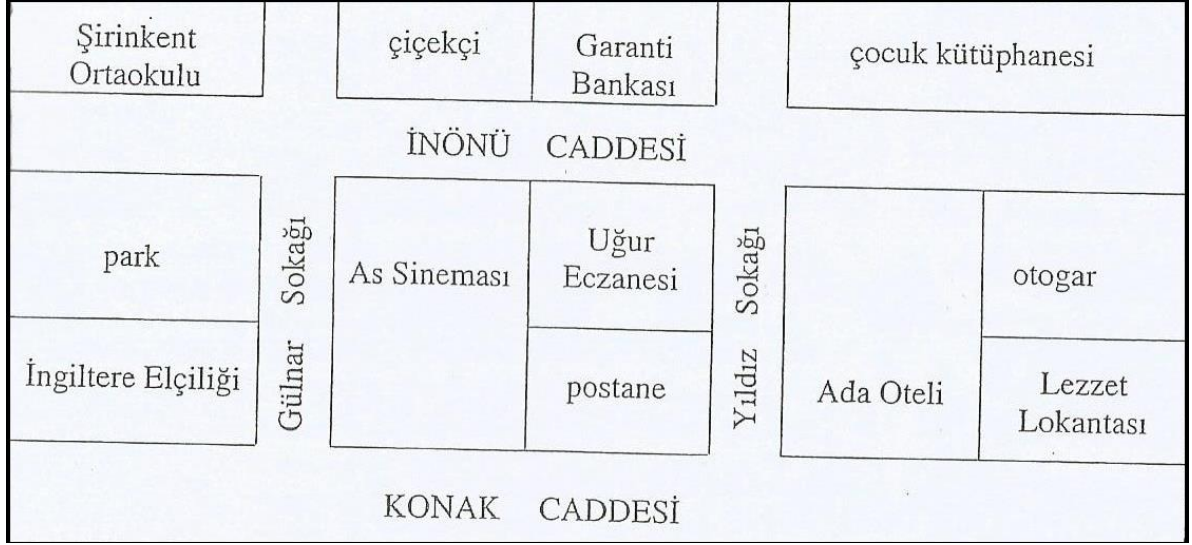 Şirinkent
Ortaokulu
çiçekçi
Garanti
Bankası
çocuk kütüphanesi
İNÖNÜ CADDESİ
park
Gülnar Sokağı
As Sineması
Uğur
Eczanesi
Yıldız Sokağı
otogar
İngiltere Elçiliği
postane
Ada Oteli
Lezzet
Lokantası
KONAK CADDESİ